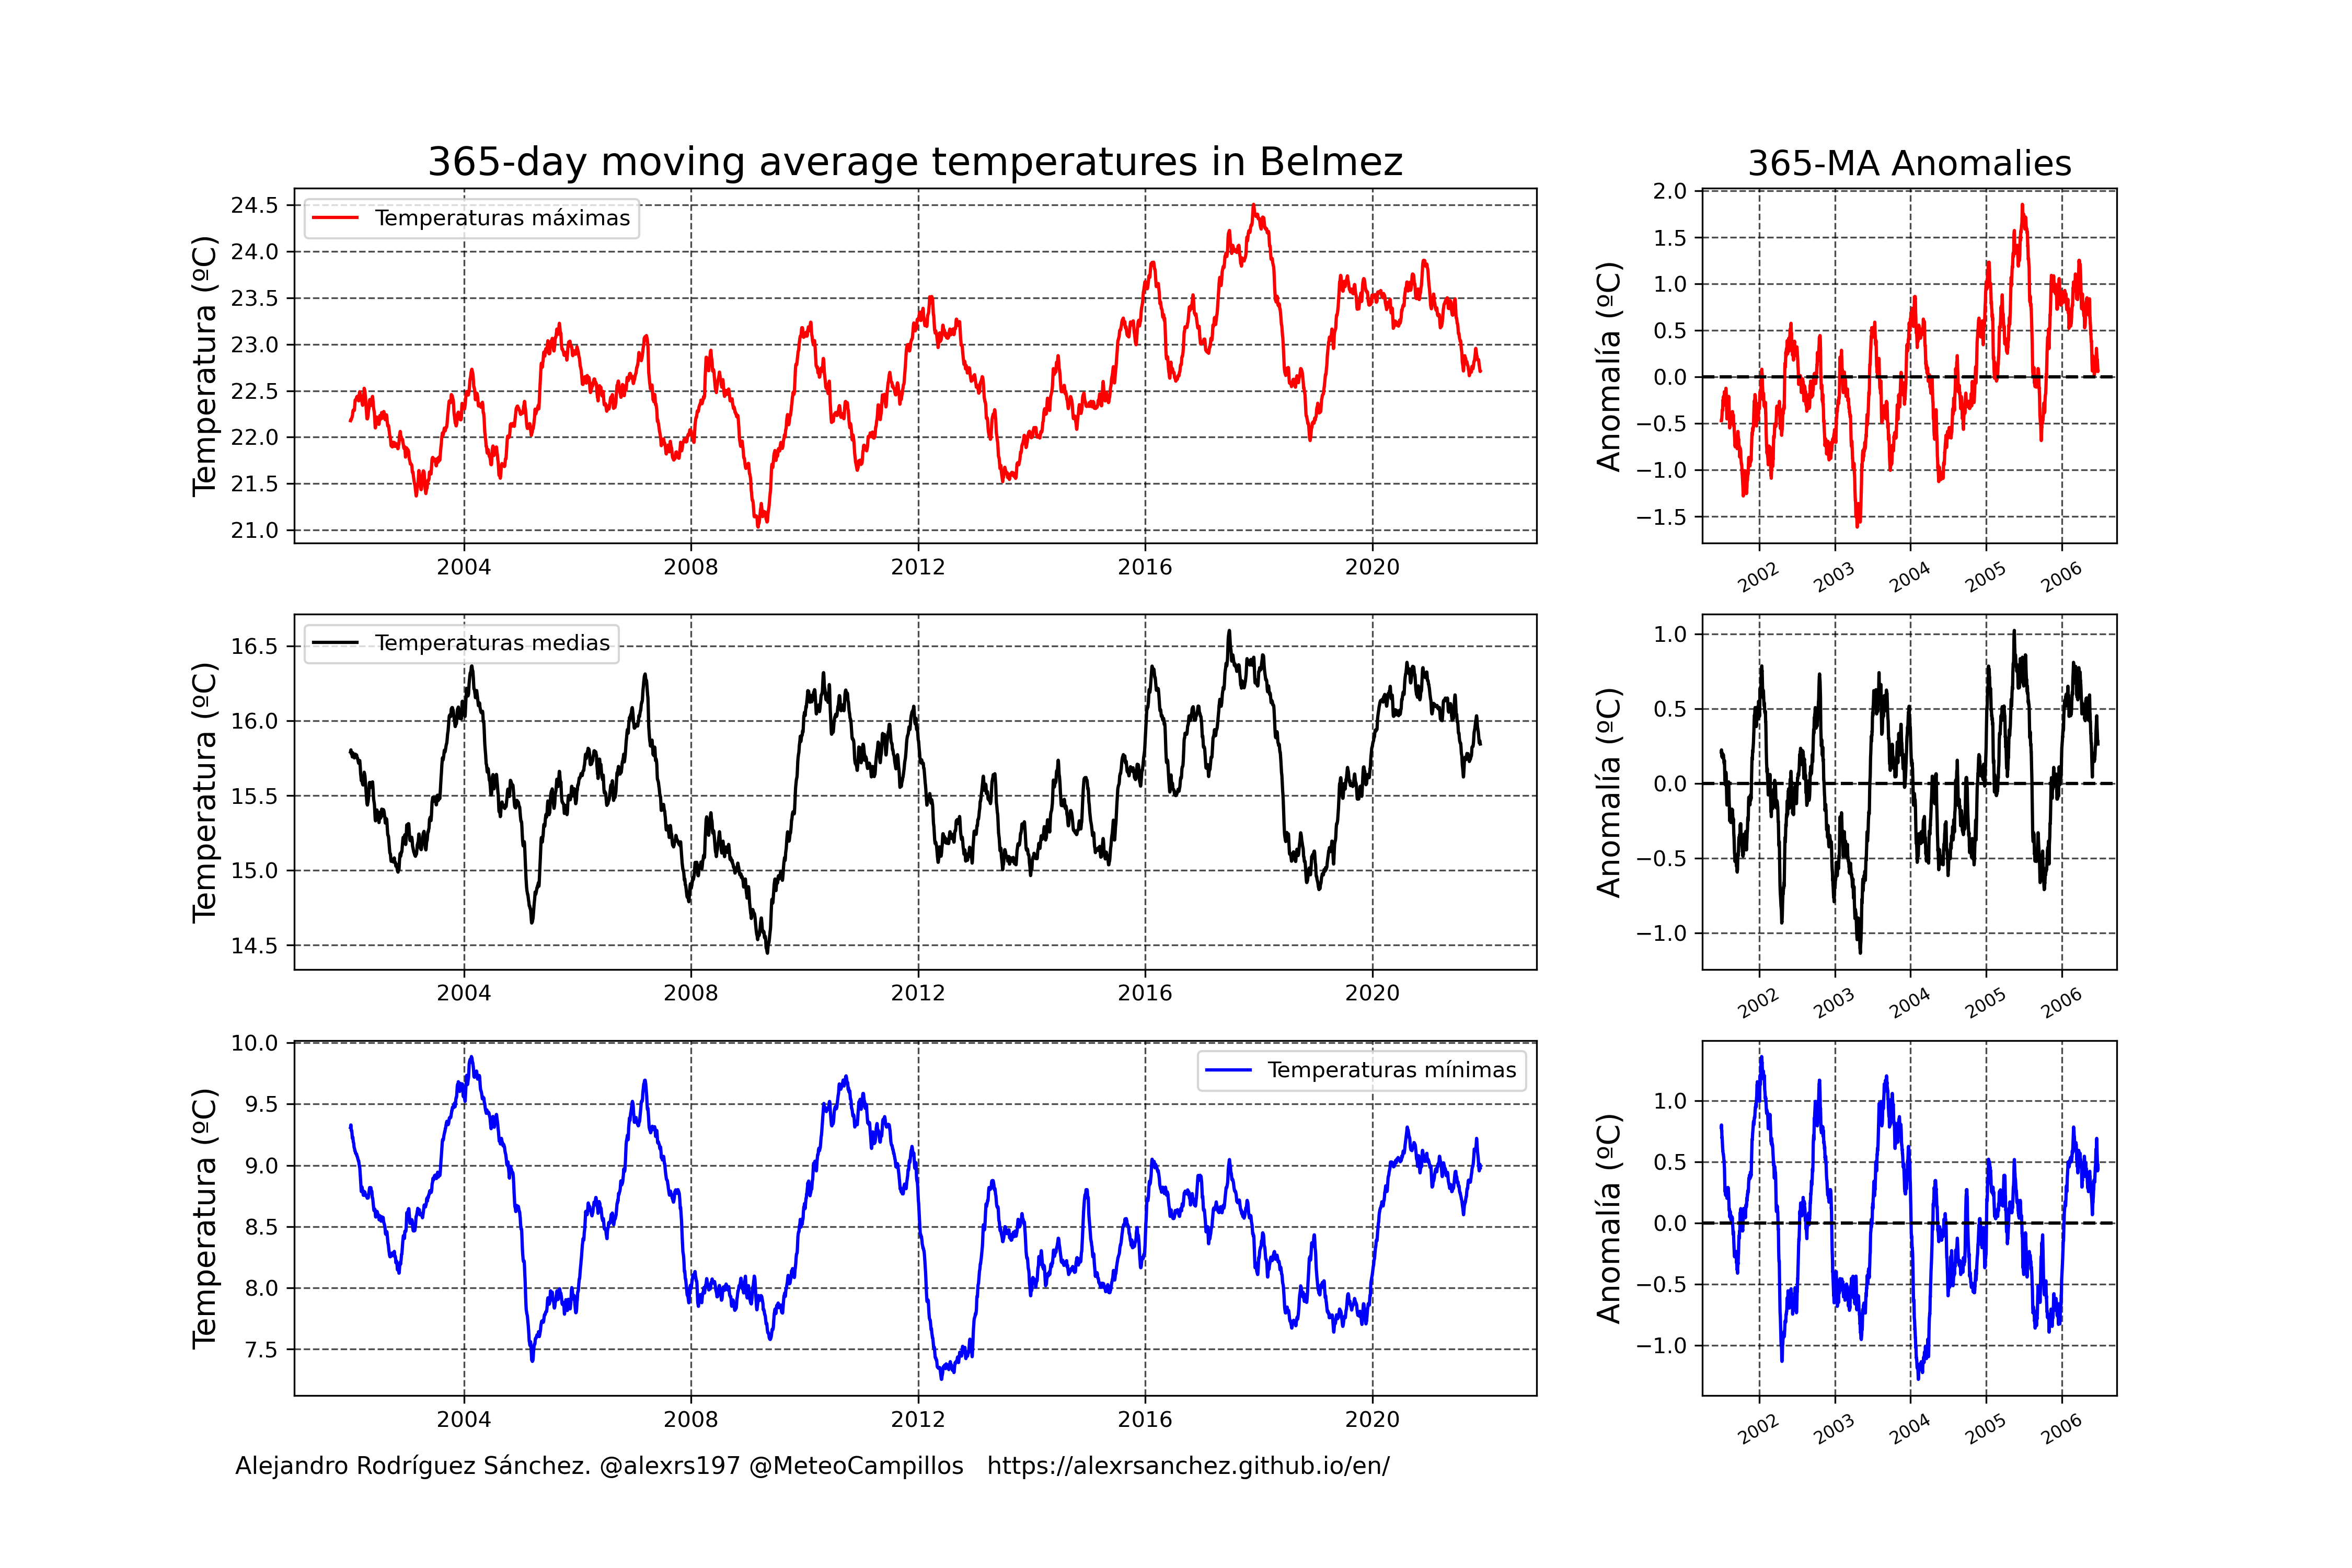 365-day moving average temperatures in Belmez
365-MA Anomalies
Temperatura (ºC)
24.5
24.0
23.5
23.0
22.5
22.0
21.5
21.0
Temperaturas máximas
2004 2008 2012 2016 2020
Anomalía (ºC)
2.0
1.5
1.0
0.5
0.0
−0.5
−1.0
−1.5
2002 2003 2004 2005 2006
Temperatura (ºC)
16.5
16.0
15.5
15.0
14.5
Temperaturas medias
2004 2008 2012 2016 2020
Anomalía (ºC)
1.0
0.5
0.0
−0.5
−1.0
2002 2003 2004 2005 2006
Temperatura (ºC)
10.0
9.5
9.0
8.5
8.0
7.5
Temperaturas mínimas
2004 2008 2012 2016 2020
Anomalía (ºC)
1.0
0.5
0.0
−0.5
−1.0
2002 2003 2004 2005 2006
Alejandro Rodríguez Sánchez. @alexrs197 @MeteoCampillos https://alexrsanchez.github.io/en/